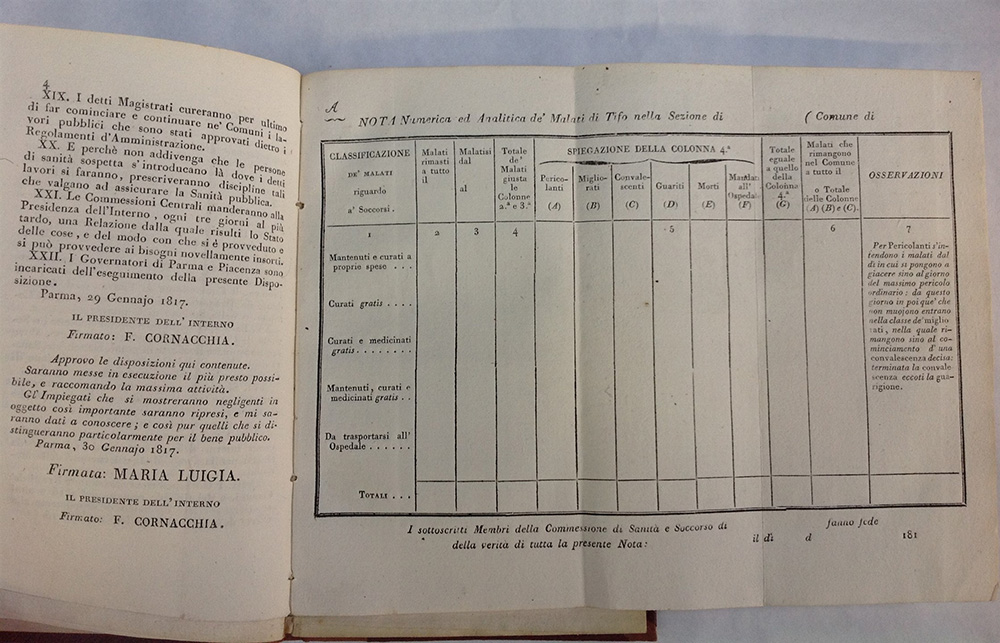 4
XIX. I detti Magistrati cureranno per ultimo
di far cominciare e continuare ne' Comuni i la-
vori pubblici che sono stati approvati dietro i
Regolamenti d'Amministrazione.
XX. E perchè non addivenga che le persone
di sanità sospetta s'introducano là dove i detti
lavori si faranno, prescriveranno discipline tali
che valgano ad assicurare la Sanità pubblica.
XXI. Le Commessioni Centrali manderanno alla
Presidenza dell'Interno, ogni tre giorni al più
tardo, una Relazione dalla quale risulti lo Stato
delle cose, e del modo con che si è provveduto e
si può provvedere ai bisogni novellamente insorti.
XXII. I Governatori di Parma e Piacenza sono
incaricati dell'eseguimento della presente Dispo-
sizione.
Parma, 29 Gennajo 1817.
IL PRESIDENTE DELL' INTERNO
Firmato: F. CORNACCHIA.
Approvo le disposizioni qui contenute.
Saranno messe in esecuzione il più presto possi-
bile, e raccomando la massima attività.
Gl'Impiegati che si mostreranno negligenti in
oggetto così importante saranno ripresi, e mi sa-
ranno dati a conoscere; e così pur quelli che si di-
stingueranno particolarmente per il bene pubblico.
Parma, 30 Gennajo 1817.
Firmata: MARIA LUIGIA.
IL PRESIDENTE DELL' INTERNO
Firmato: F. CORNACCHIA.
A
NOTA Numerica ed Analitica de' Malati di Tifo nella Sezione di ( Comune di
CLASSIFICAZIONE
DE' MALATI
riguardo
a' Soccorsi.
Malati
rimasti
a tutto
il
Malatisi
dal
al
Totale
de'
Malati
giusta
le
Colonne
2.ª e 3.ª
SPIEGAZIONE DELLA COLONNA 4.ª
Perico-
lanti
(A)
Miglio-
rati
(B)
Convale-
scenti
(C)
Guariti
(D)
Morti
(E)
Mandati
all'
Ospedale
(F)
Totale
eguale
a quello
della
Colonna
4.ª
(G)
Malati che
rimangono
nel Comune
a tutto il
o Totale
delle Colonne
(A) (B) e (C).
OSSERVAZIONI
1 2 3 4 5 6 7
Mantenuti e curati a
proprie spese . . .
Curati gratis . . . .
Curati e medicinati
gratis . . . . . . . .
Mantenuti, curati e
medicinati gratis . .
Da trasportarsi all'
Ospedale . . . . . .
TOTALI . . .
Per Pericolanti s'in-
tendono i malati dal
dì in cui si pongono a
giacere sino al giorno
del massimo pericolo
ordinario: da questo
giorno in poi que' che
non muojono entrano
nella classe de' miglio
rati, nella quale ri-
mangono sino al co-
minciamento d' una
convalescenza decisa:
terminata la convale-
scenza eccoti la gua-
rigione.
I sottoscritti Membri della Commessione di Sanità e Soccorso di fanno fede
della verità di tutta la presente Nota: il dì d 181